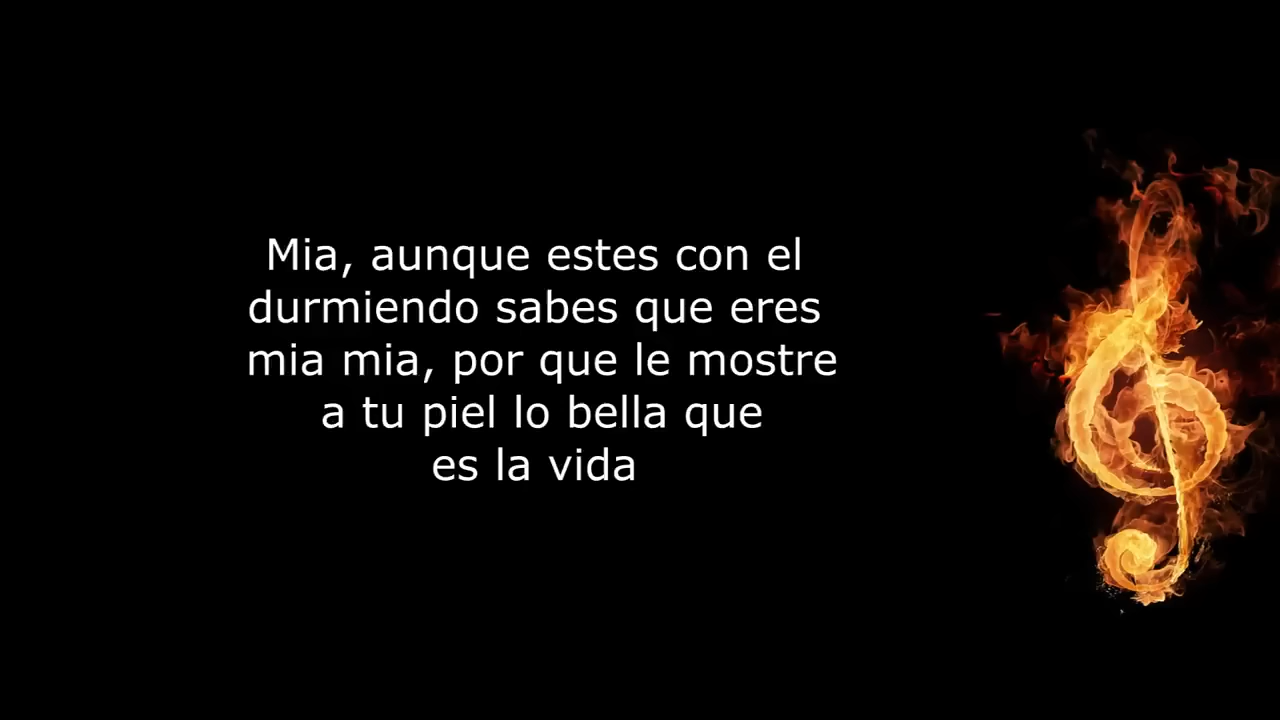 Mia, aunque estes con el
durmiendo sabes que eres
mia mia, por que le mostre
a tu piel lo bella que
es la vida